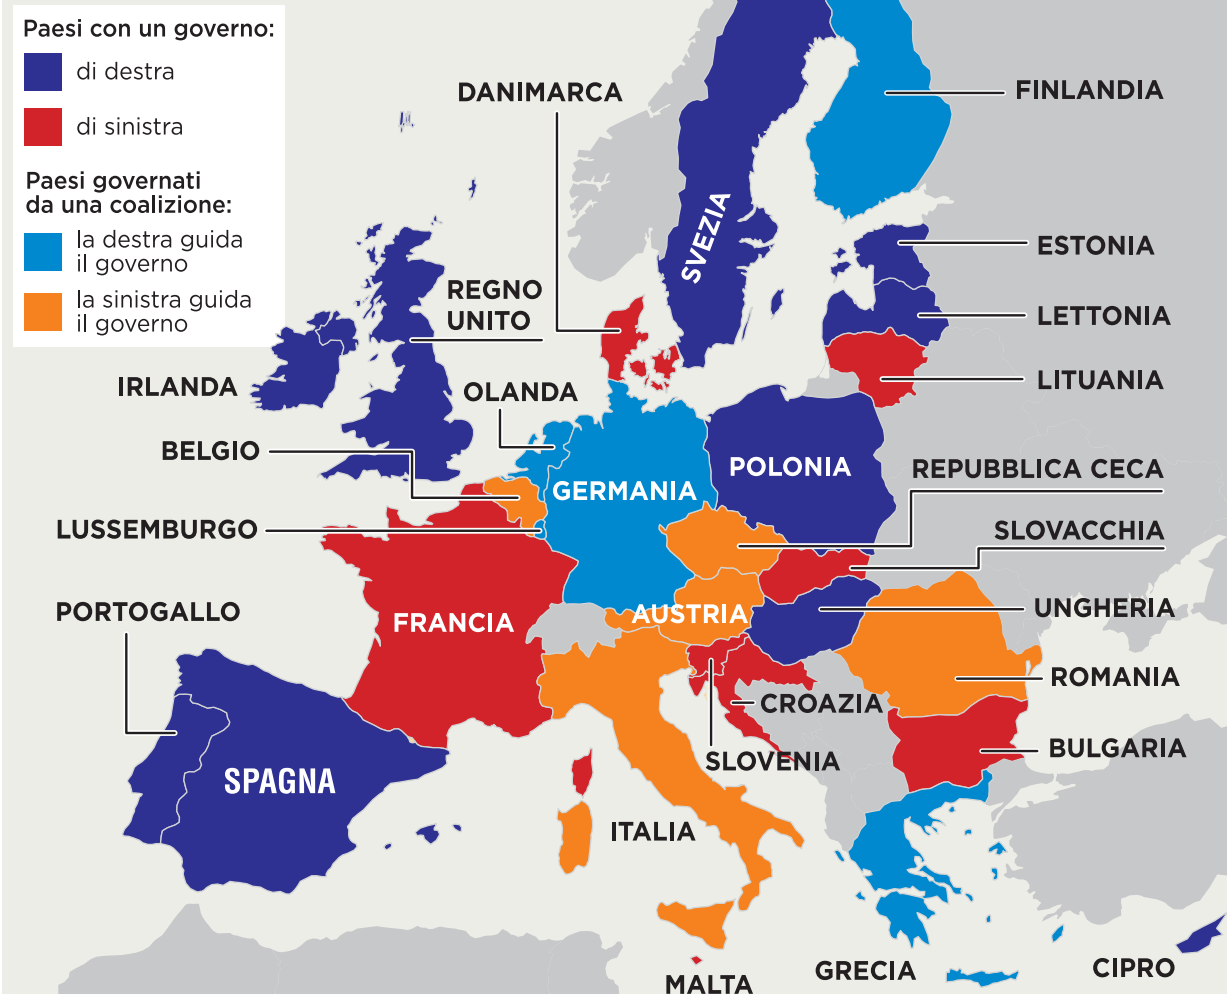 Paesi con un governo:
di destra
di sinistra
Paesi governati
da una coalizione:
la destra guida
il governo
la sinistra guida
il governo
DANIMARCA
FINLANDIA
SVEZIA
ESTONIA
REGNO
UNITO
LETTONIA
IRLANDA
LITUANIA
OLANDA
BELGIO
POLONIA
REPUBBLICA CECA
GERMANIA
LUSSEMBURGO
SLOVACCHIA
PORTOGALLO
FRANCIA
AUSTRIA
UNGHERIA
ROMANIA
CROAZIA
BULGARIA
SLOVENIA
SPAGNA
ITALIA
MALTA
GRECIA
CIPRO